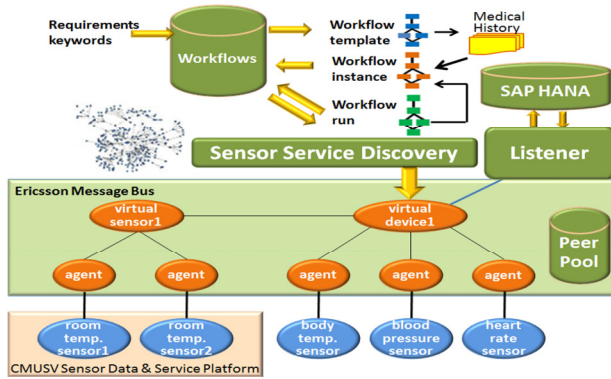 Requirements
keywords
Workflows
Workflow
template
Medical
History
Workflow
instance
Workflow
run
SAP HANA
Sensor Service Discovery
Listener
Ericsson Message Bus
virtual
sensor1
virtual
device1
Peer
Pool
agent
agent
agent
agent
agent
room
temp.
sensor1
room
temp.
sensor2
body
temp.
sensor
blood
pressure
sensor
heart
rate
sensor
CMUSV Sensor Data & Service Platform